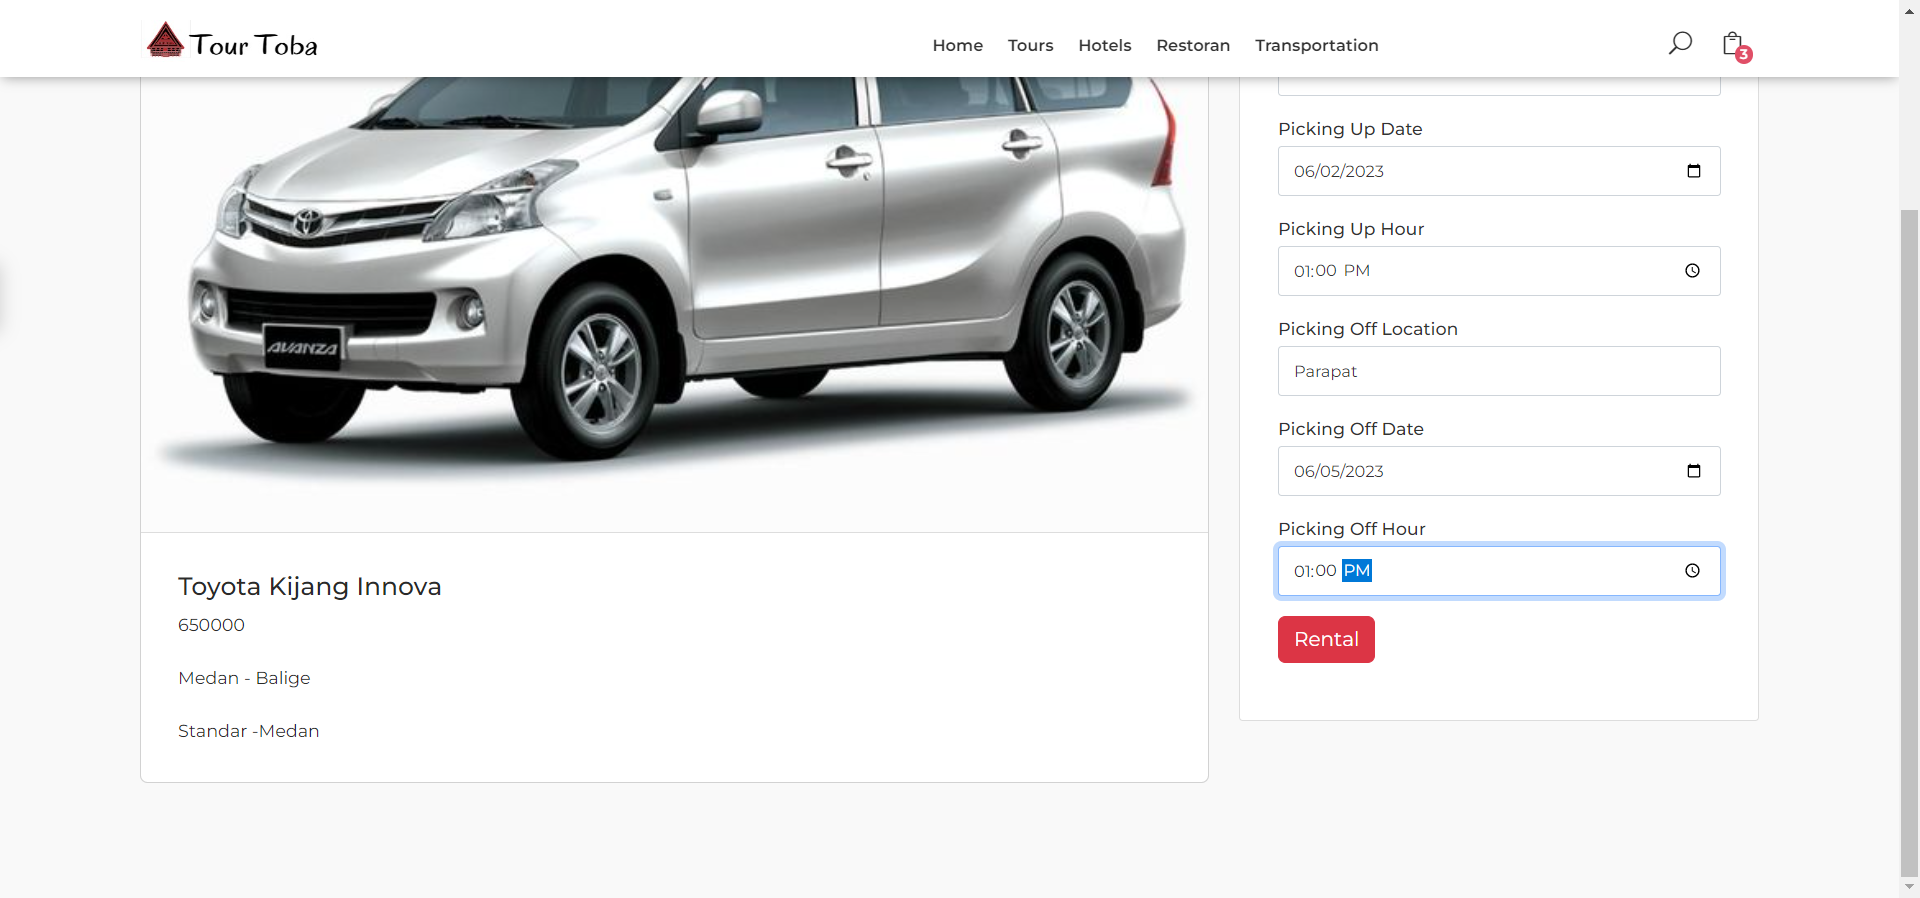 Tour Toba
Home Tours Hotels Restoran Transportation
3
AVANZA
Toyota Kijang Innova
650000
Medan - Balige
Standar -Medan
Picking Up Date
06/02/2023
Picking Up Hour
01:00 PM
Picking Off Location
Parapat
Picking Off Date
06/05/2023
Picking Off Hour
01:00 PM
Rental